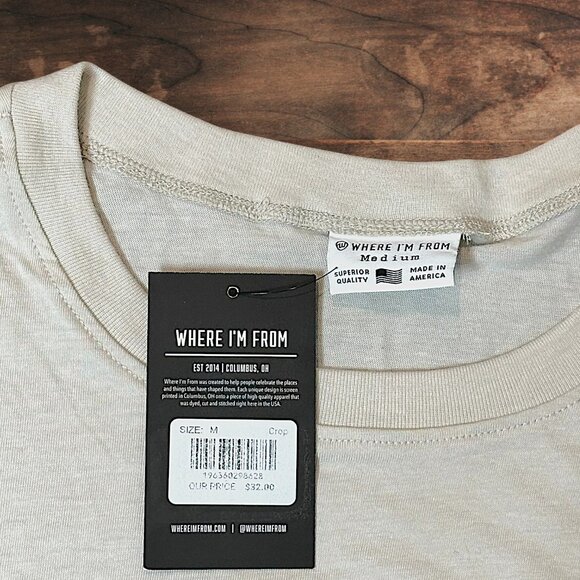 WHERE I'M FROM
Medium
SUPERIOR QUALITY
MADE IN AMERICA
WHERE I'M FROM
EST 2014 | COLUMBUS, OH
Where I'm From was created to help people celebrate the places
and things that have shaped them. Each unique design is screen
printed in Columbus, OH onto a piece of high quality apparel that
was dyed, cut and stitched right here in the USA.
SIZE: M Crop
196360298628
OUR PRICE $32.00
WHEREIMFROM.COM | @WHEREIMFROM